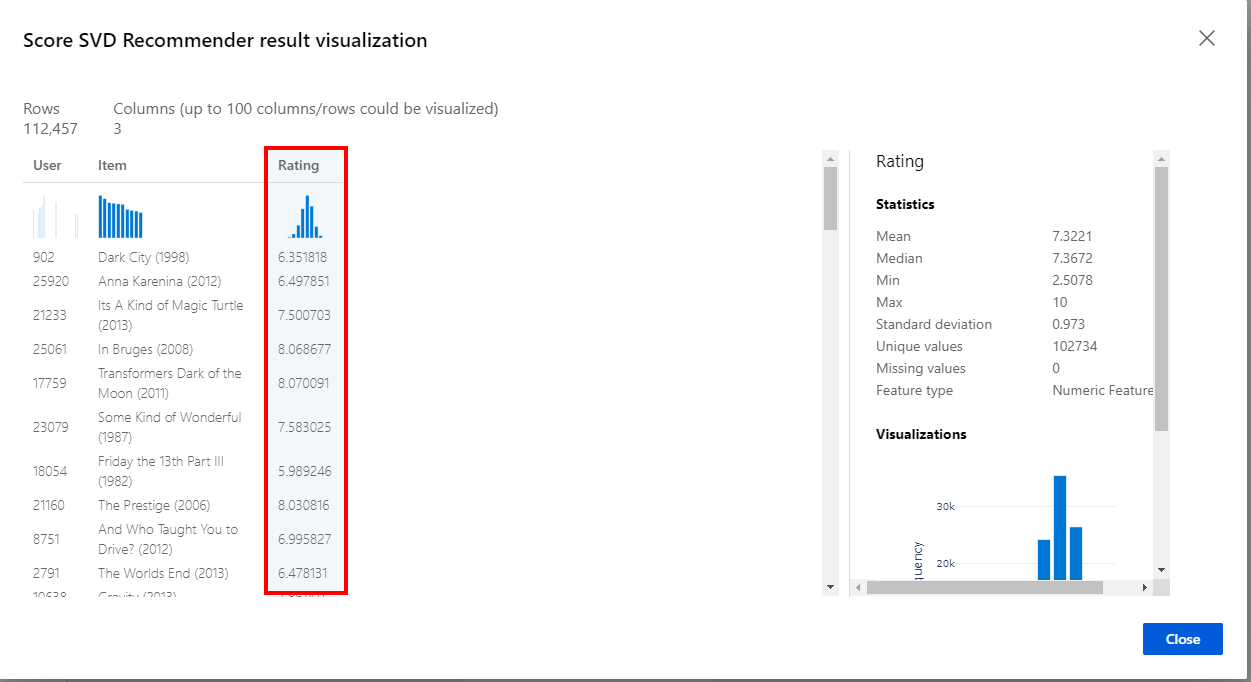 Score SVD Recommender result visualization
Rows
Columns (up to 100 columns/rows could be visualized)
112,457
3
User Item Rating
902 Dark City (1998) 6.351818
25920 Anna Karenina (2012) 6.497851
21233 Its A Kind of Magic Turtle (2013) 7.500703
25061 In Bruges (2008) 8.068677
17759 Transformers Dark of the Moon (2011) 8.070091
23079 Some Kind of Wonderful (1987) 7.583025
18054 Friday the 13th Part III (1982) 5.989246
21160 The Prestige (2006) 8.030816
8751 And Who Taught You to Drive? (2012) 6.995827
2791 The Worlds End (2013) 6.478131
10638 Gravity (2013)
Rating
Statistics
Mean 7.3221
Median 7.3672
Min 2.5078
Max 10
Standard deviation 0.973
Unique values 102734
Missing values 0
Feature type Numeric Feature
Visualizations
30k
20k
Close